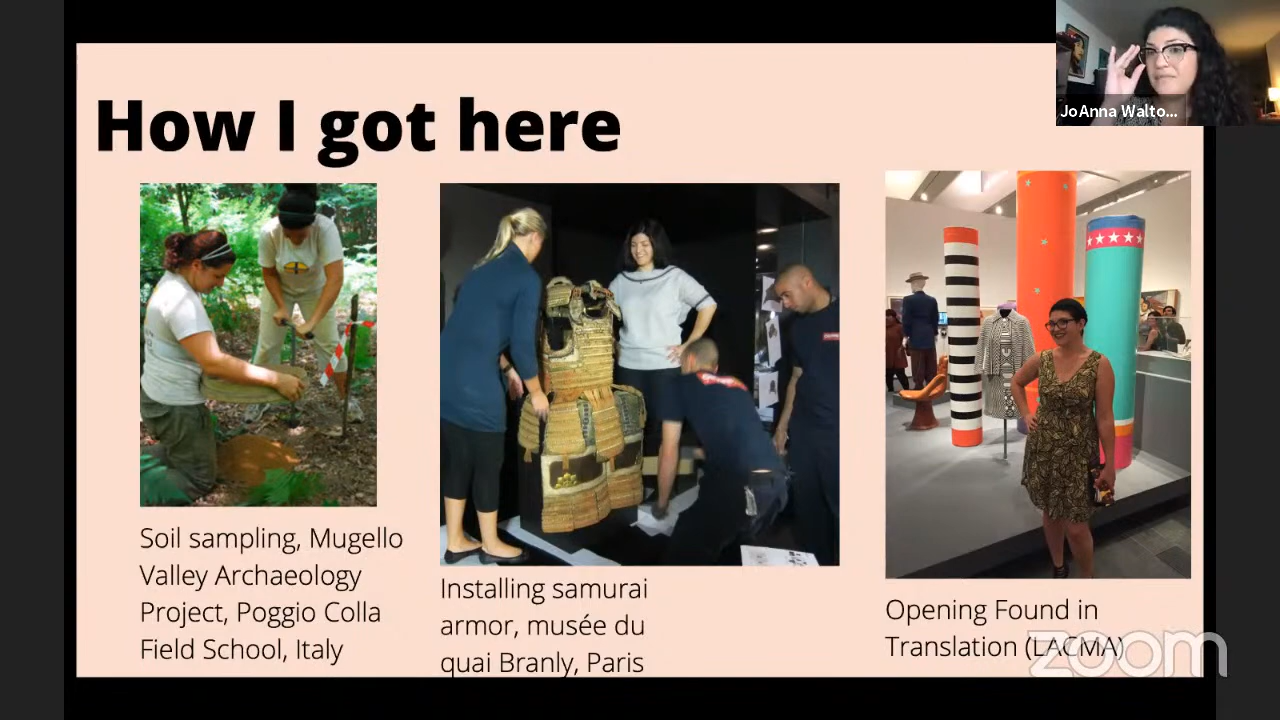 JoAnna Walto...
How I got here
Soil sampling, Mugello
Valley Archaeology
Project, Poggio Colla
Field School, Italy
Installing samurai
armor, musée du
quai Branly, Paris
Opening Found in
Translation (LACMA)
zoom